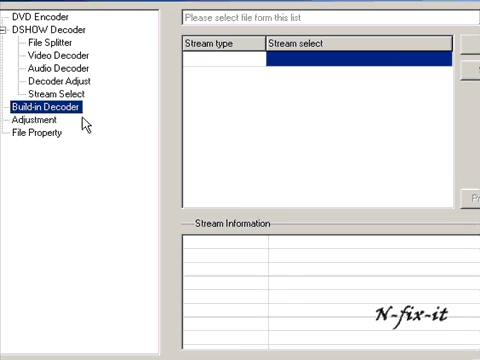 DVD Encoder
DSHOW Decoder
File Splitter
Video Decoder
Audio Decoder
Decoder Adjust
Stream Select
Build-in Decoder
Adjustment
File Property
Please select file form this list
Stream type Stream select
Stream Information
N-fix-it